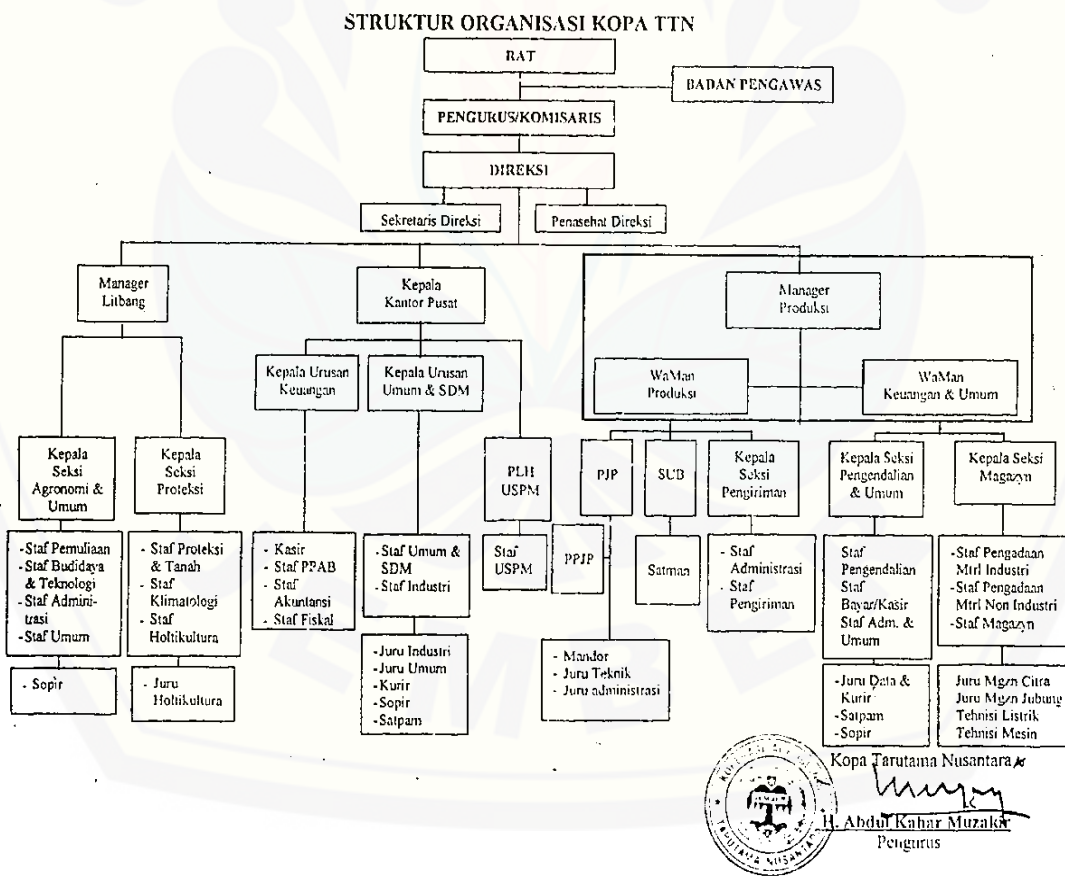 STRUKTUR ORGANISASI KOPA TTN
RAT
BADAN PENGAWAS
PENGURUS/KOMISARIS
DIREKSI
Sekretaris Direksi
Penasehat Direksi
Manager
Litbang
Kepala
Kantor Pusat
Manager
Produksi
Kepala Urusan
Keuangan
Kepala Urusan
Umum & SDM
WaMan
Produksi
WaMan
Keuangan & Umum
Kepala
Seksi
Agronomi &
Umum
Kepala
Seksi
Proteksi
PLH
USPM
PJP
SUB
Kepala
Seksi
Pengiriman
Kepala Seksi
Pengendalian
& Umum
Kepala Seksi
Magazyn
-Staf Pemuliaan
-Staf Budidaya
& Teknologi
-Staf Admini-
trasi
-Staf Umum
- Staf Proteksi
& Tanah
- Staf
Klimatologi
- Staf
Holtikultura
- Kasir
- Staf PPAB
- Staf
Akuntansi
- Staf Fiskal
-Staf Umum &
SDM
-Staf Industri
Staf
USPM
PPJP
Satman
- Staf
Administrasi
- Staf
Pengiriman
Staf
Pengendalian
Staf
Bayar/Kasir
Staf Adm. &
Umum
-Staf Pengadaan
Mtrl Industri
-Staf Pengadaan
Mtrl Non Industri
-Staf Magazyn
- Sopir
- Juru
Holtikultura
-Juru Industri
-Juru Umum
-Kurir
-Sopir
-Satpam
- Mandor
- Juru Teknik
- Juru administrasi
-Juru Data &
Kurir
-Satpam
-Sopir
Juru Mgzn Citra
Juru Mgzn Jubung
Tehnisi Listrik
Tehnisi Mesin
Kopa Tarutama Nusantara
TARUTAMA NUSANTARA
H. Abdul Kahar Muzakir
Pengurus